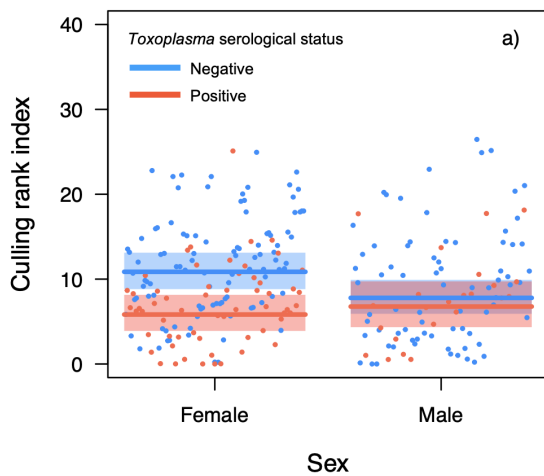 40
Toxoplasma serological status
a)
Negative
Positive
30
20
10
0
Culling rank index
Female
Male
Sex